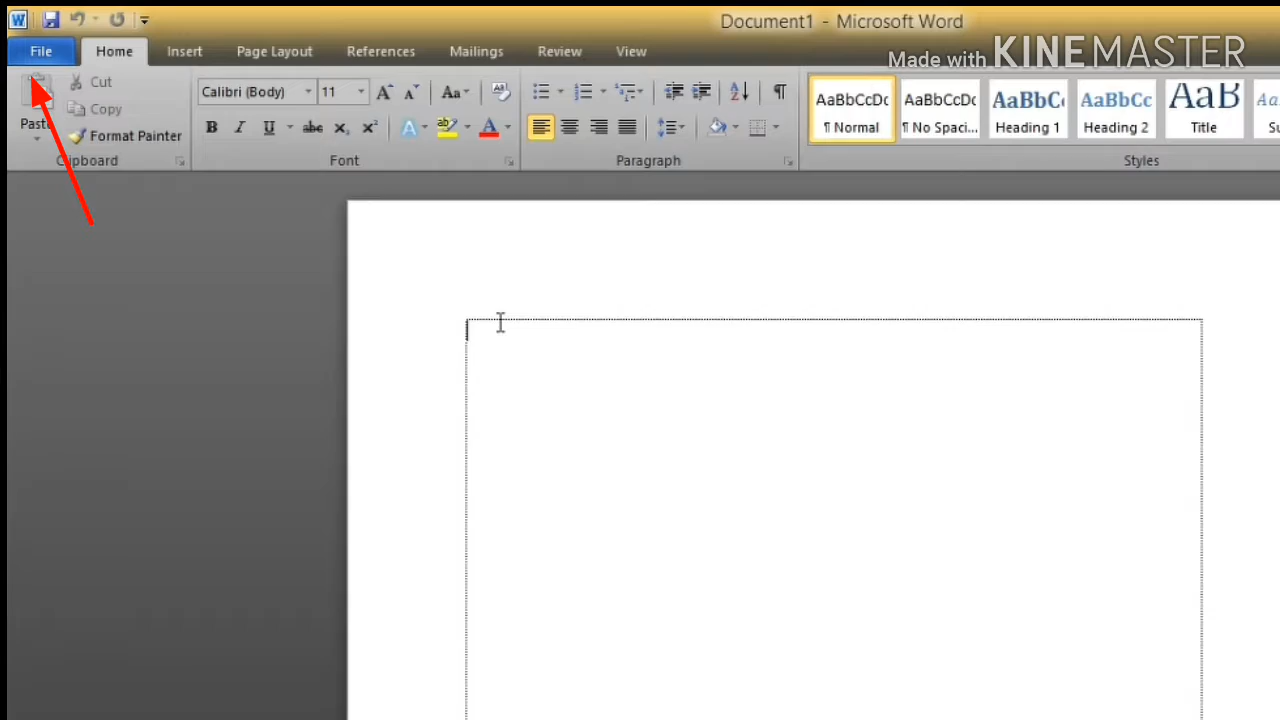 Document1 - Microsoft Word
File Home Insert Page Layout References Mailings Review View
Made with KINEMASTER
Cut
Copy
Paste
Format Painter
Clipboard
Calibri (Body) 11
Font
Paragraph
AaBbCcDc AaBbCcDc AaBbC AaBbCc AaB Aa
¶ Normal ¶ No Spaci... Heading 1 Heading 2 Title Su
Styles